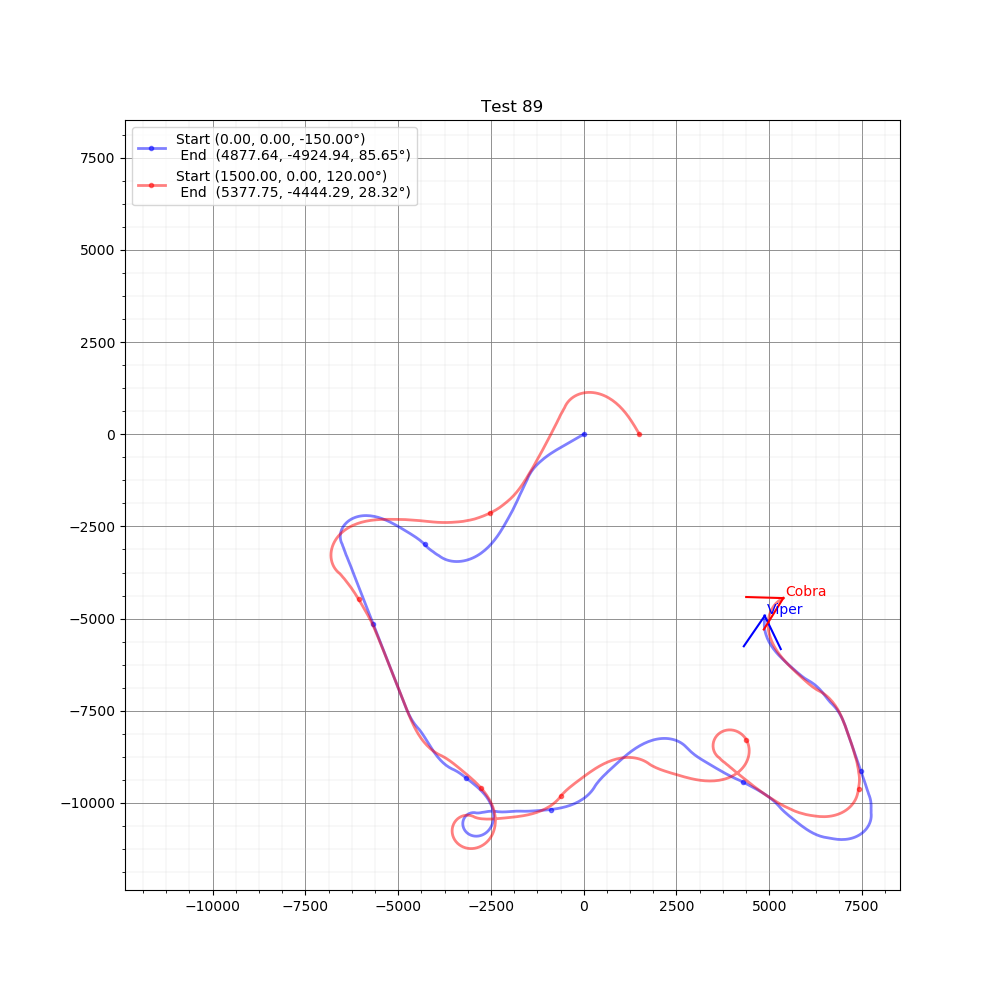 Test 89
Start (0.00, 0.00, -150.00°)
End (4877.64, -4924.94, 85.65°)
Start (1500.00, 0.00, 120.00°)
End (5377.75, -4444.29, 28.32°)
7500
5000
2500
0
−2500
−5000
−7500
−10000
Cobra
Viper
−10000
−7500
−5000
−2500
0
2500
5000
7500